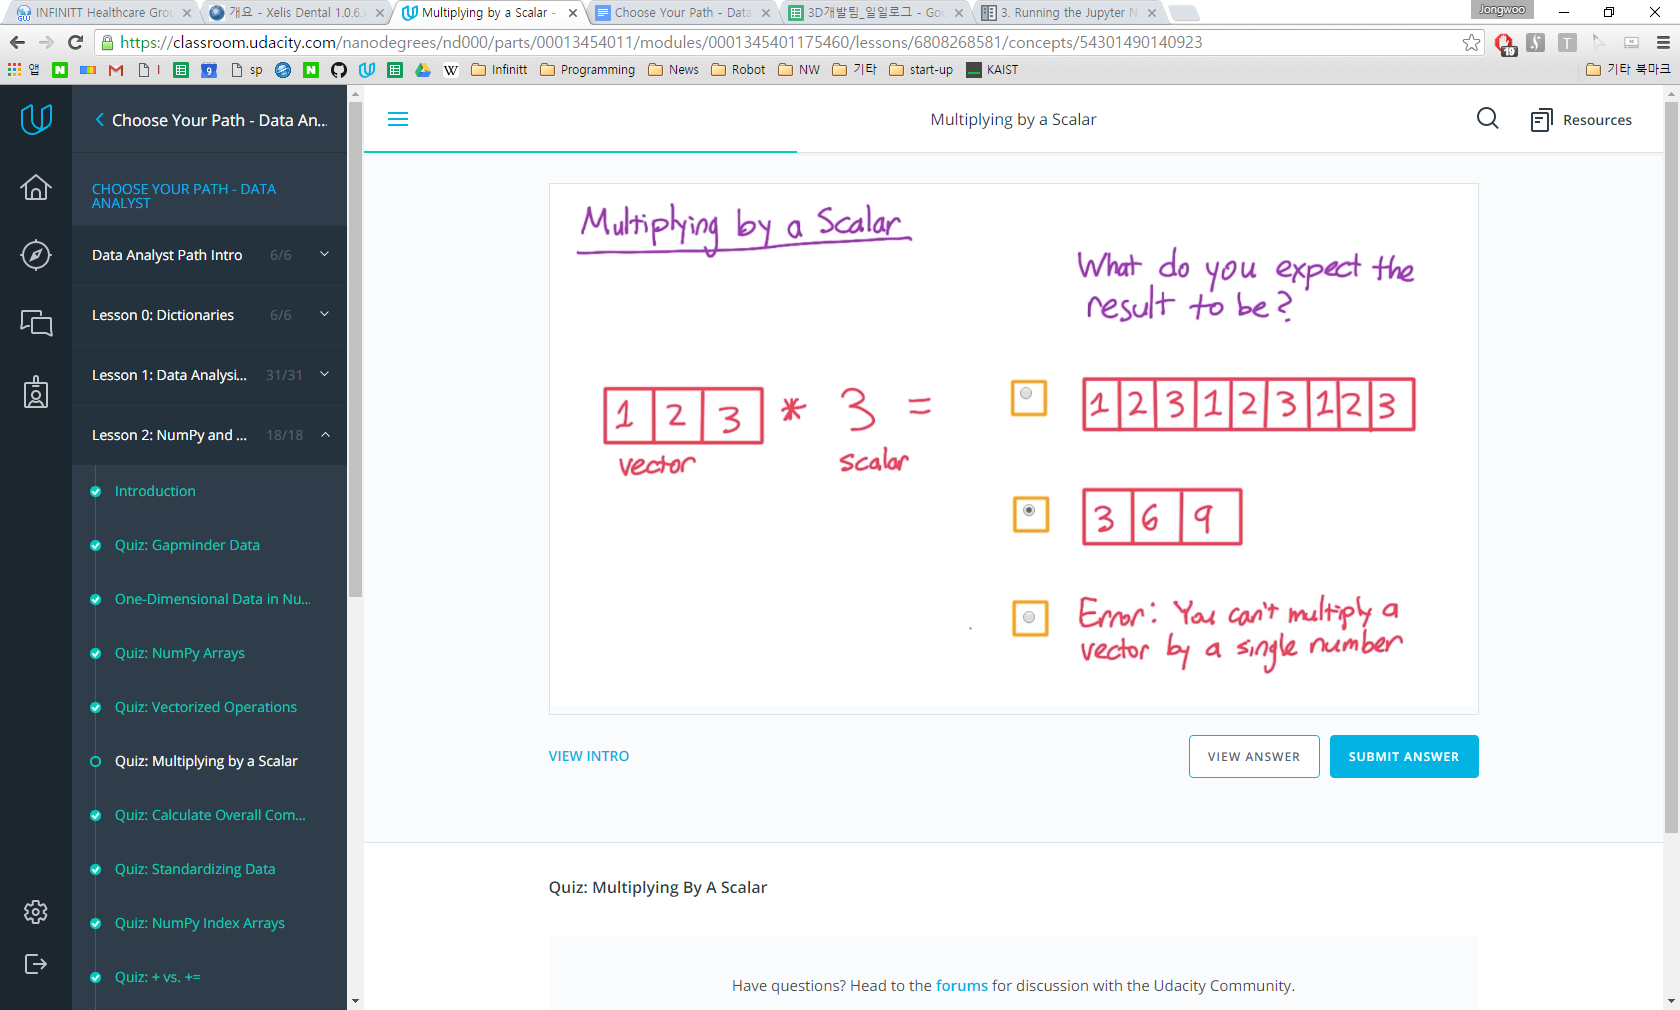 INFINITT Healthcare Grou
개요 - Xelis Dental 1.0.6.
Multiplying by a Scalar -
Choose Your Path - Data
3D개발팀_일일로그 - Goo
3. Running the Jupyter N
Jongwoo
https://classroom.udacity.com/nanodegrees/nd000/parts/00013454011/modules/0001345401175460/lessons/6808268581/concepts/54301490140923
19
앱
sp
Infinitt
Programming
News
Robot
NW
기타
start-up
KAIST
기타 북마크
Choose Your Path - Data An...
Multiplying by a Scalar
Resources
CHOOSE YOUR PATH - DATA
ANALYST
Data Analyst Path Intro 6/6
Lesson 0: Dictionaries 6/6
Lesson 1: Data Analysi... 31/31
Lesson 2: NumPy and ... 18/18
Introduction
Quiz: Gapminder Data
One-Dimensional Data in Nu...
Quiz: NumPy Arrays
Quiz: Vectorized Operations
Quiz: Multiplying by a Scalar
Quiz: Calculate Overall Com...
Quiz: Standardizing Data
Quiz: NumPy Index Arrays
Quiz: + vs. +=
Multiplying by a Scalar
What do you expect the
result to be?
1 2 3 * 3 =
vector scalar
1 2 3 1 2 3 1 2 3
3 6 9
Error: You can't multiply a
vector by a single number
VIEW INTRO
VIEW ANSWER
SUBMIT ANSWER
Quiz: Multiplying By A Scalar
Have questions? Head to the forums for discussion with the Udacity Community.